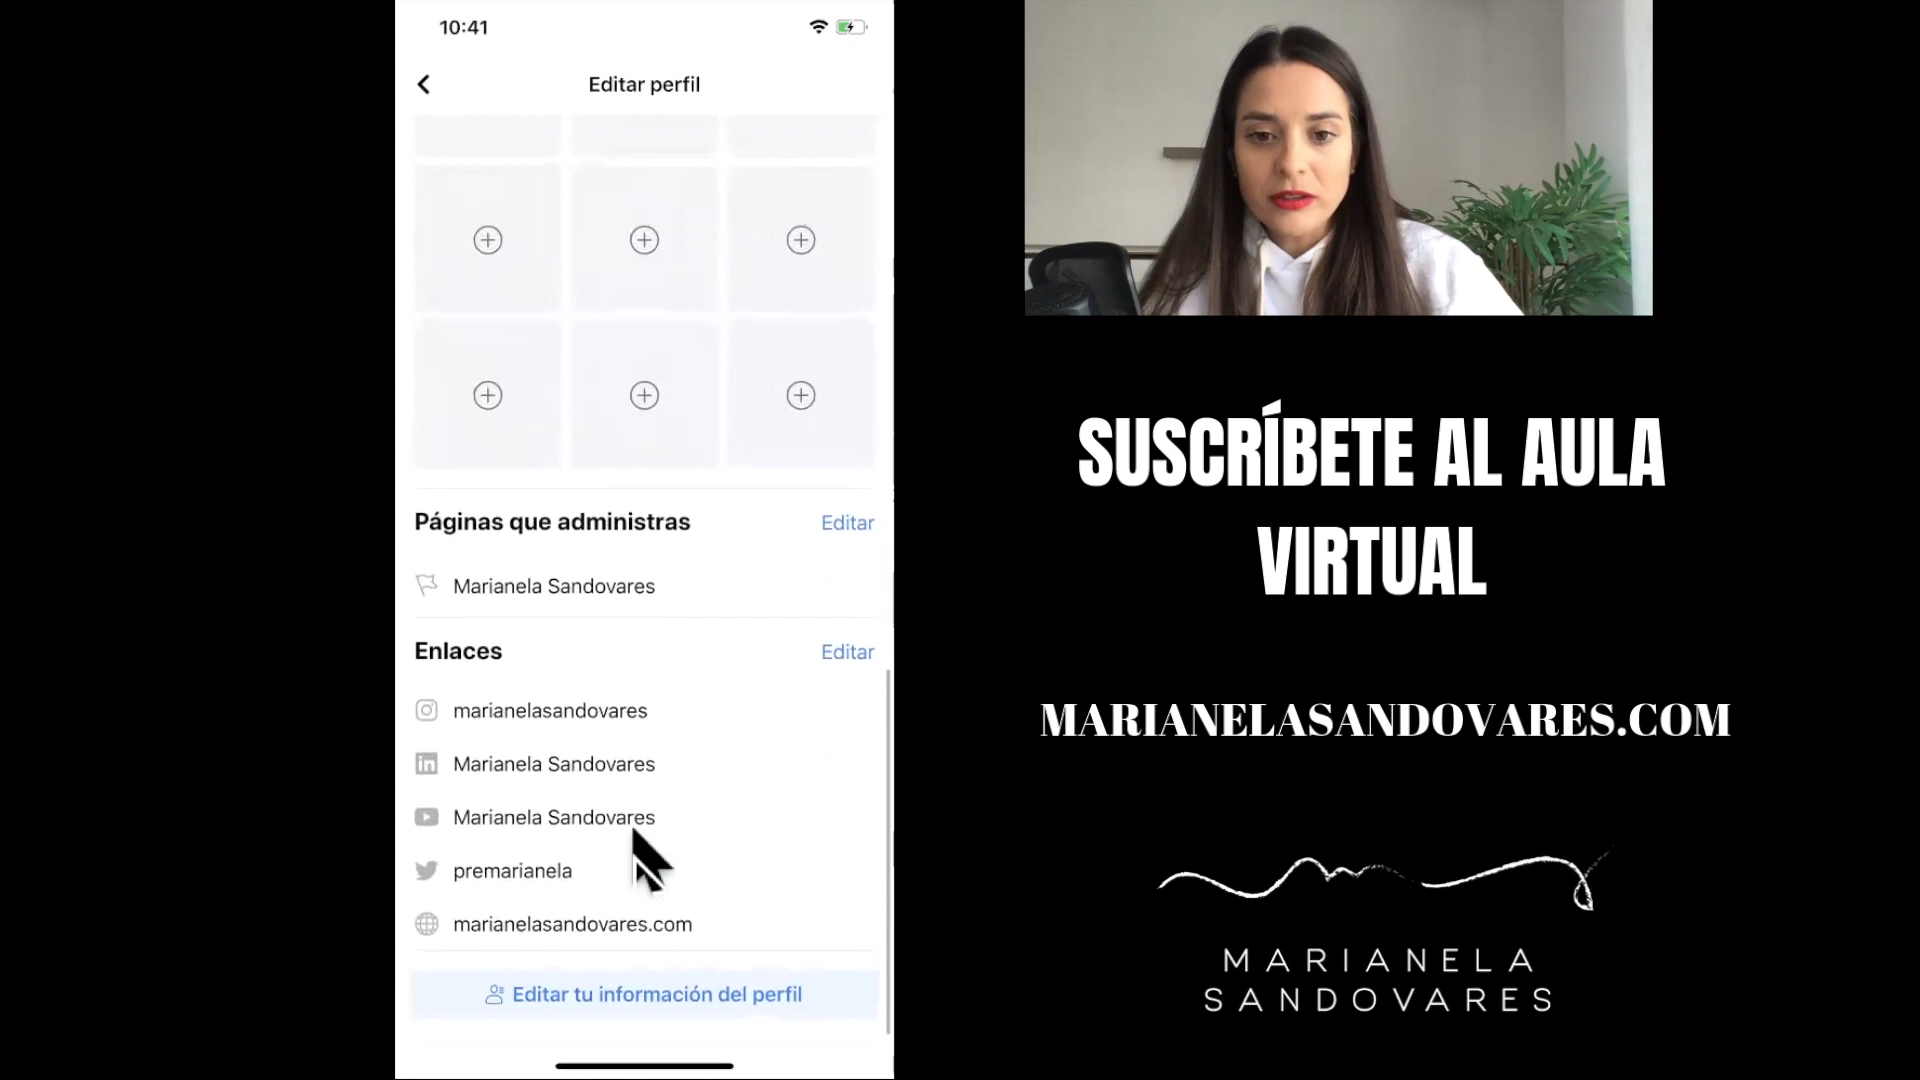 10:41
Editar perfil
Páginas que administras
Editar
Marianela Sandovares
Enlaces
Editar
marianelasandovares
Marianela Sandovares
Marianela Sandovares
premarianela
marianelasandovares.com
Editar tu información del perfil
SUSCRÍBETE AL AULA
VIRTUAL
MARIANELASANDOVARES.COM
MARIANELA
SANDOVARES